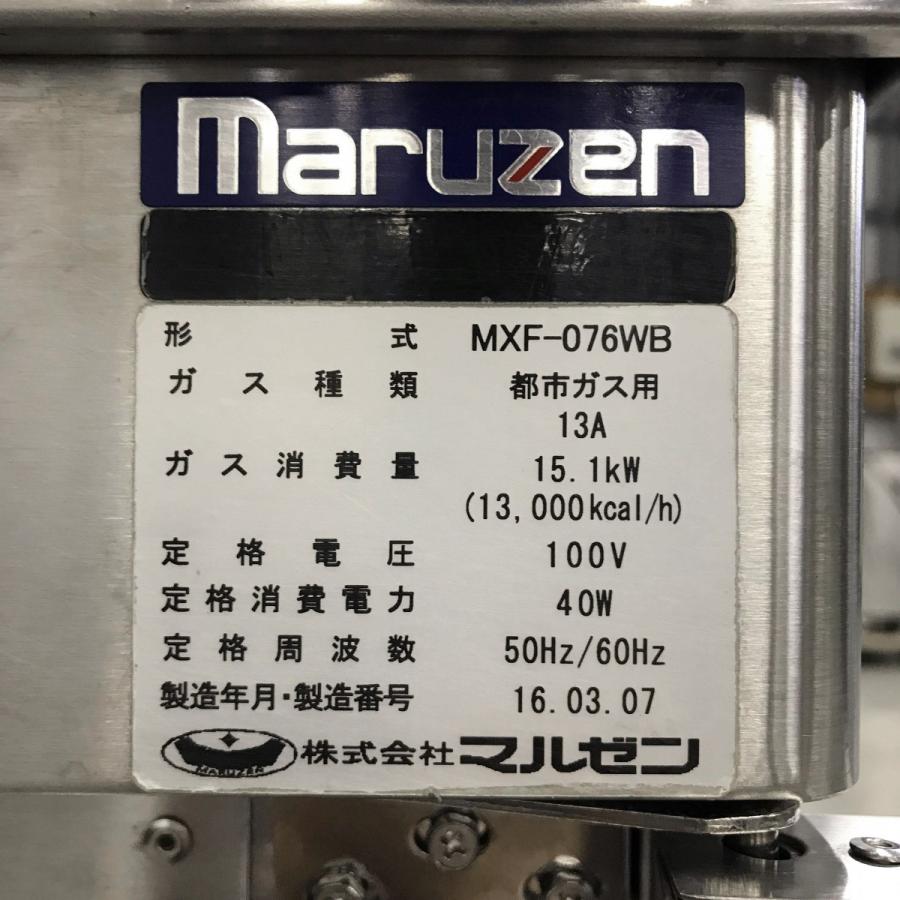 maruzen
形式 MXF-076WB
ガス種類 都市ガス用
13A
ガス消費量 15.1kW
(13,000kcal/h)
定格電圧 100V
定格消費電力 40W
定格周波数 50Hz/60Hz
製造年月・製造番号 16.03.07
MARUZEN 株式会社マルゼン